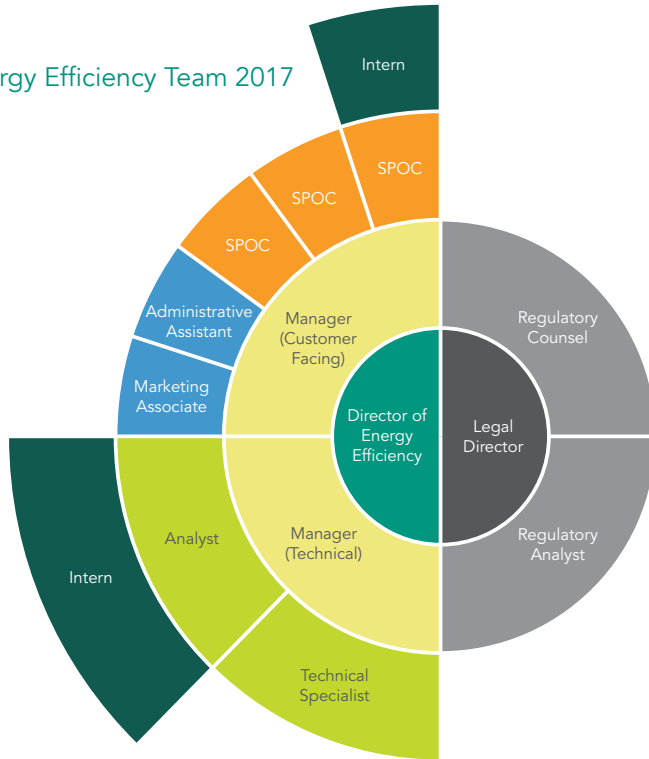 Efficiency Team 2017
Intern
SPOC
SPOC
SPOC
Administrative
Assistant
Marketing
Associate
Manager
(Customer
Facing)
Regulatory
Counsel
Director of
Energy
Efficiency
Legal
Director
Analyst
Manager
(Technical)
Regulatory
Analyst
Intern
Technical
Specialist